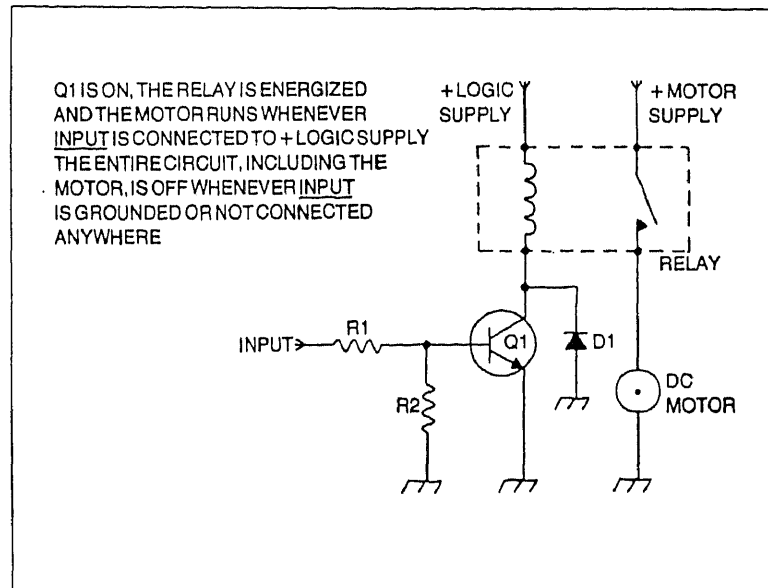 Q1 IS ON, THE RELAY IS ENERGIZED
AND THE MOTOR RUNS WHENEVER
INPUT IS CONNECTED TO + LOGIC SUPPLY
THE ENTIRE CIRCUIT, INCLUDING THE
MOTOR, IS OFF WHENEVER INPUT
IS GROUNDED OR NOT CONNECTED
ANYWHERE
+ LOGIC
SUPPLY
+ MOTOR
SUPPLY
RELAY
INPUT
R1
Q1
D1
R2
DC
MOTOR